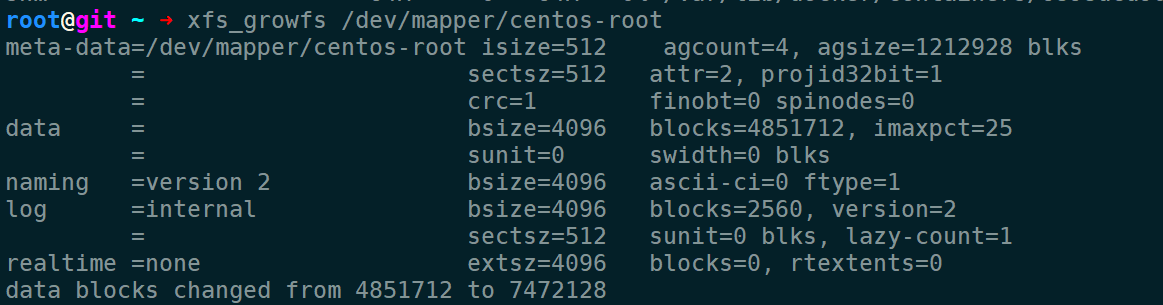 root@git ~ → xfs_growfs /dev/mapper/centos-root
meta-data=/dev/mapper/centos-root isize=512    agcount=4, agsize=1212928 blks
         =                       sectsz=512   attr=2, projid32bit=1
         =                       crc=1        finobt=0 spinodes=0
data     =                       bsize=4096   blocks=4851712, imaxpct=25
         =                       sunit=0      swidth=0 blks
naming   =version 2              bsize=4096   ascii-ci=0 ftype=1
log      =internal               bsize=4096   blocks=2560, version=2
         =                       sectsz=512   sunit=0 blks, lazy-count=1
realtime =none                   extsz=4096   blocks=0, rtextents=0
data blocks changed from 4851712 to 7472128